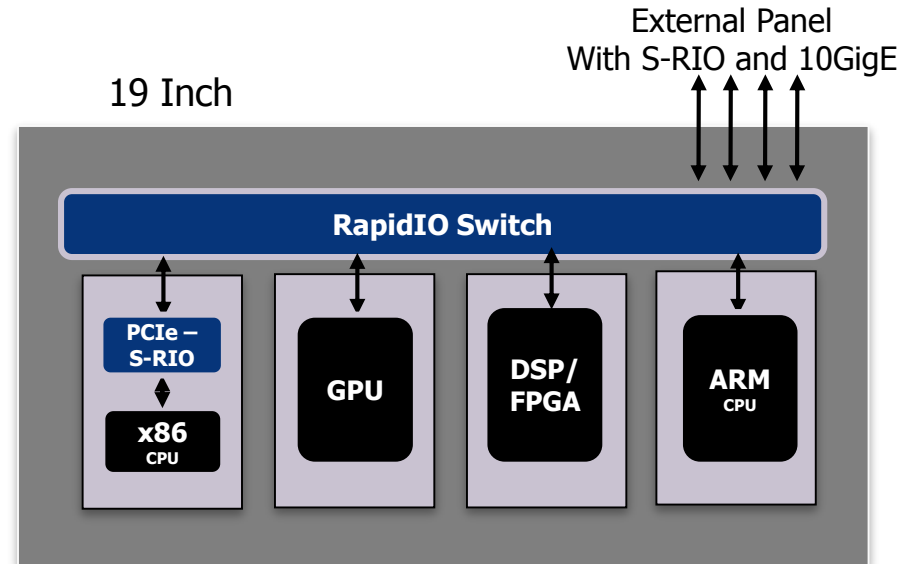 External Panel
With S-RIO and 10GigE
19 Inch
RapidIO Switch
PCIe –
S-RIO
x86
CPU
GPU
DSP/
FPGA
ARM
CPU